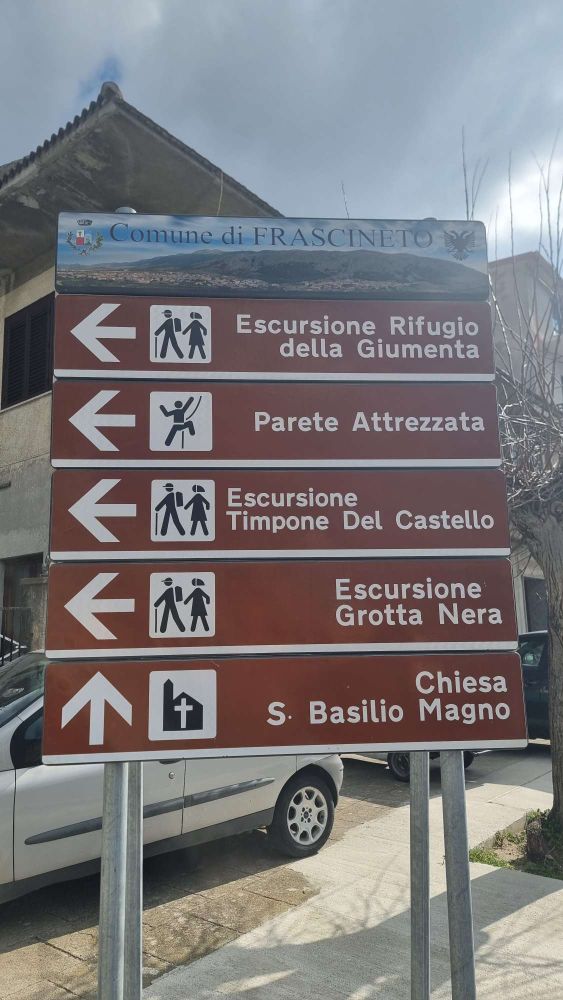 Comune di FRASCINETO
Escursione Rifugio
della Giumenta
Parete Attrezzata
Escursione
Timpone Del Castello
Escursione
Grotta Nera
Chiesa
S. Basilio Magno